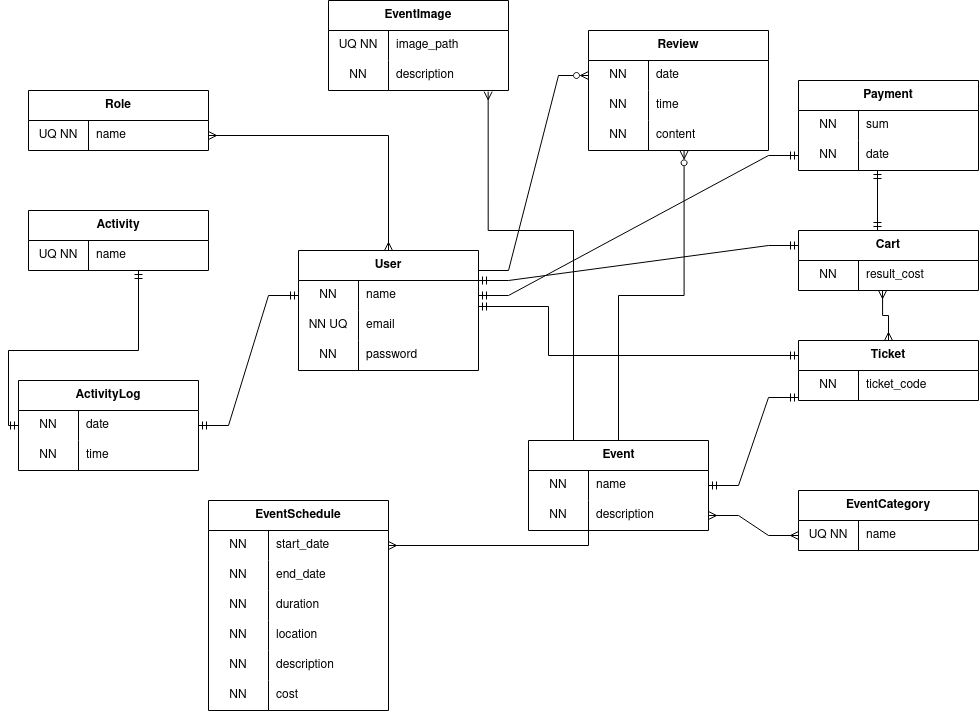 EventImage
UQ NN image_path
NN description
Review
NN date
NN time
NN content
Payment
NN sum
NN date
Role
UQ NN name
Activity
UQ NN name
User
NN name
NN UQ email
NN password
Cart
NN result_cost
Ticket
NN ticket_code
ActivityLog
NN date
NN time
Event
NN name
NN description
EventCategory
UQ NN name
EventSchedule
NN start_date
NN end_date
NN duration
NN location
NN description
NN cost